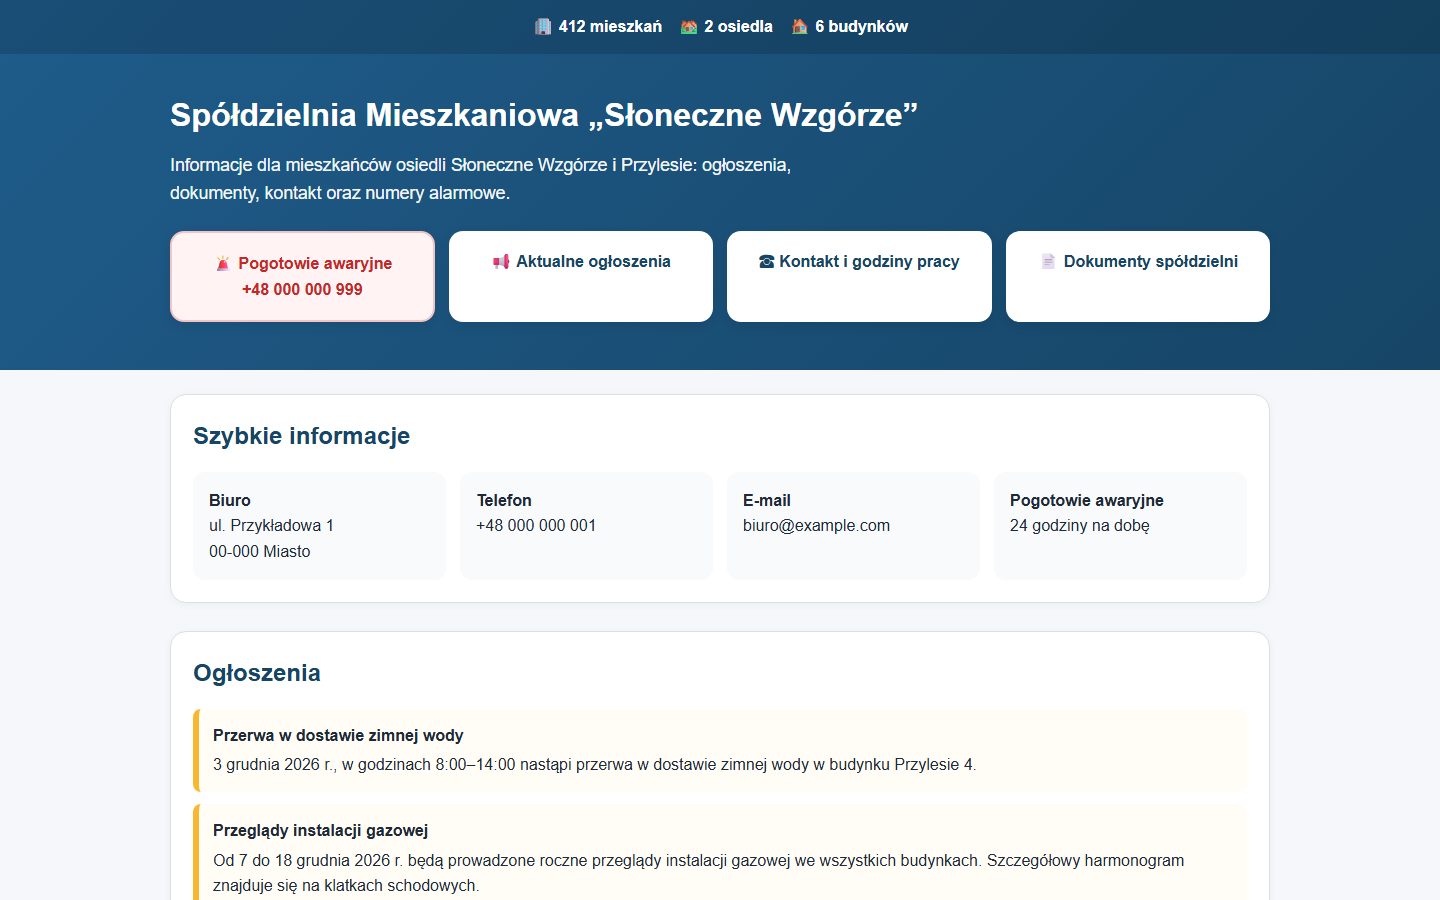 412 mieszkań 2 osiedla 6 budynków
Spółdzielnia Mieszkaniowa „Słoneczne Wzgórze”
Informacje dla mieszkańców osiedli Słoneczne Wzgórze i Przylesie: ogłoszenia,
dokumenty, kontakt oraz numery alarmowe.
Pogotowie awaryjne
+48 000 000 999
Aktualne ogłoszenia
Kontakt i godziny pracy
Dokumenty spółdzielni
Szybkie informacje
Biuro
ul. Przykładowa 1
00-000 Miasto
Telefon
+48 000 000 001
E-mail
biuro@example.com
Pogotowie awaryjne
24 godziny na dobę
Ogłoszenia
Przerwa w dostawie zimnej wody
3 grudnia 2026 r., w godzinach 8:00–14:00 nastąpi przerwa w dostawie zimnej wody w budynku Przylesie 4.
Przeglądy instalacji gazowej
Od 7 do 18 grudnia 2026 r. będą prowadzone roczne przeglądy instalacji gazowej we wszystkich budynkach. Szczegółowy harmonogram
znajduje się na klatkach schodowych.